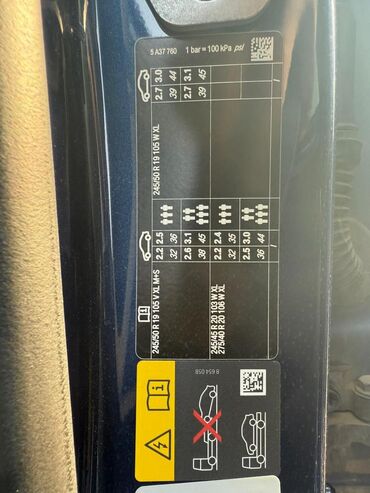 5 A37 760 1 bar = 100 kPa psi
2.7 3.0
39 44
2.7 3.1
39 45
245/50 R 19 105 W XL
2.2 2.5
32 36
2.6 3.1
38 45
2.2 2.4
32 35
2.5 3.0
36 44
245/50 R 19 105 V XL M+S
245/45 R 20 103 W XL
275/40 R 20 106 W XL
8 654 058